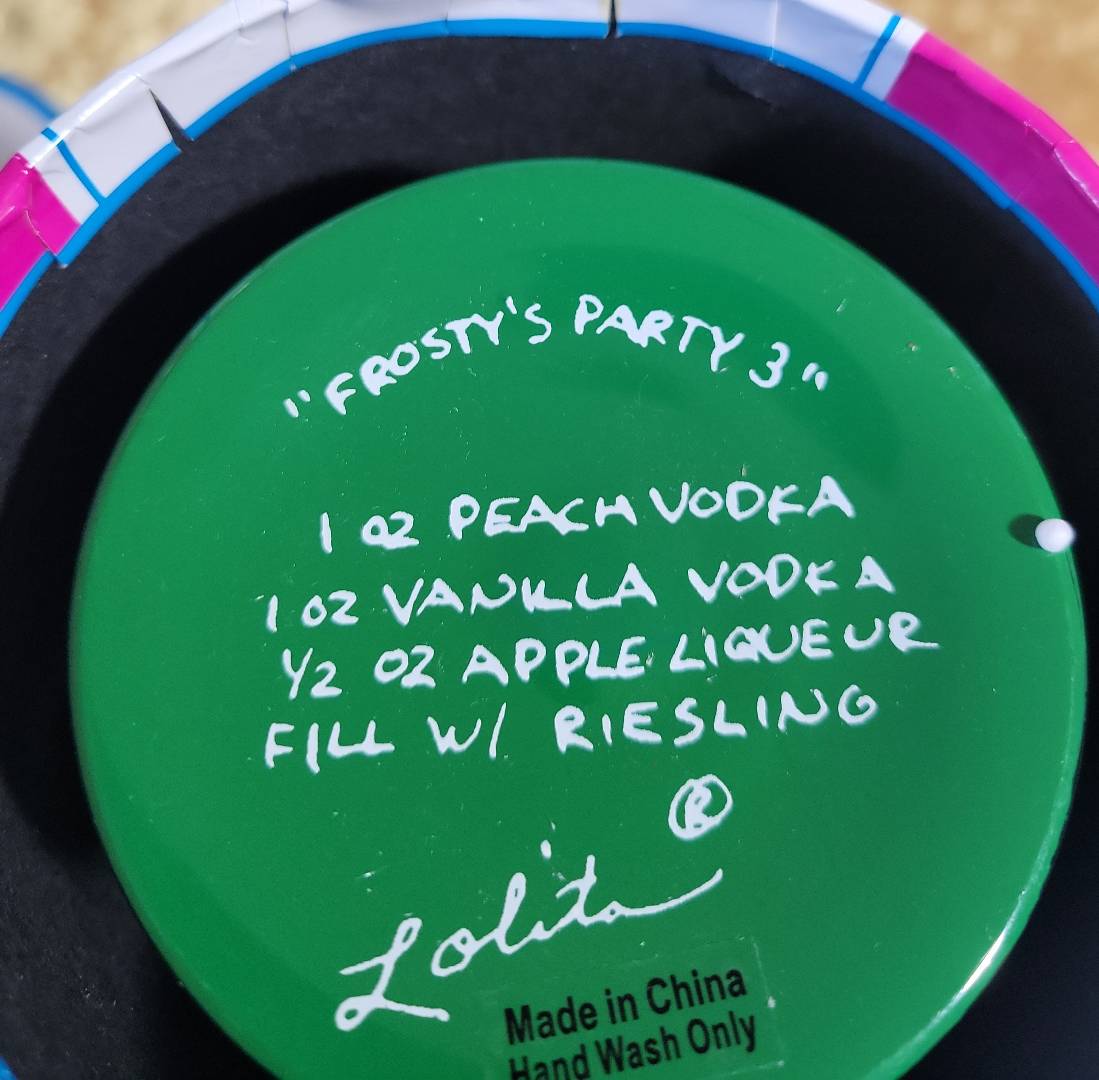 "FROSTY'S PARTY 3"
1 OZ PEACH VODKA
1 OZ VANILLA VODKA
1/2 OZ APPLE LIQUEUR
FILL W/ RIESLING
®
Lolita
Made in China
Hand Wash Only